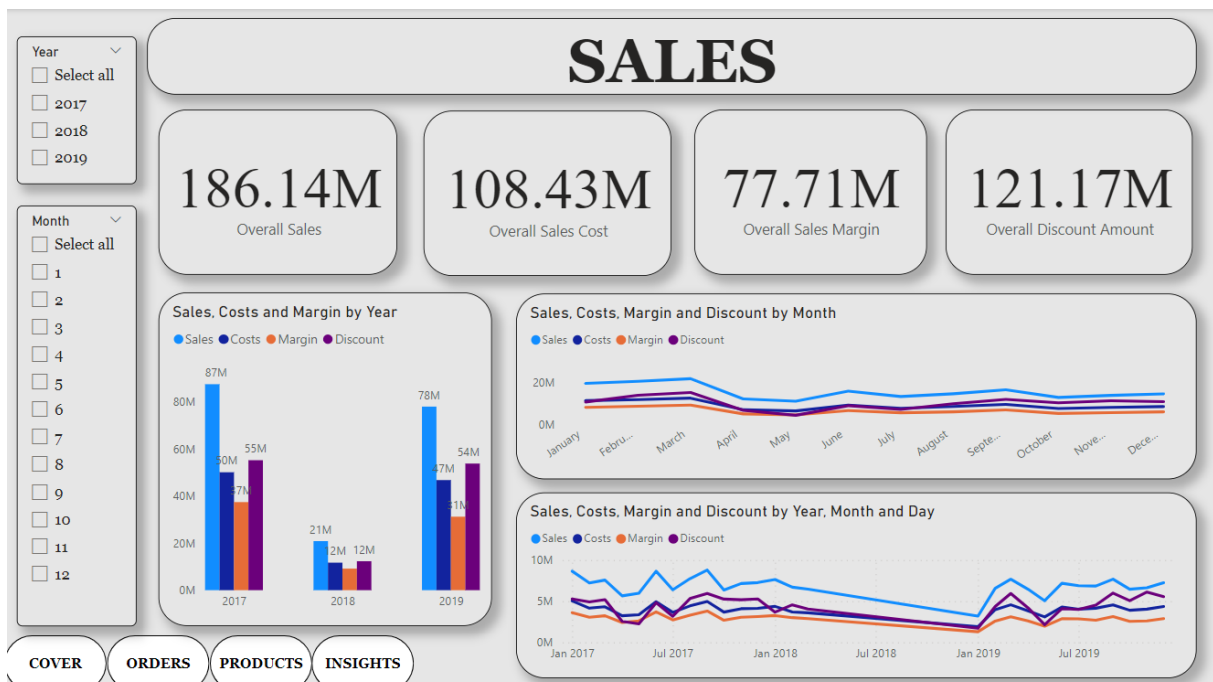 SALES
Year
Select all
2017
2018
2019
Month
Select all
1
2
3
4
5
6
7
8
9
10
11
12
186.14M
Overall Sales
108.43M
Overall Sales Cost
77.71M
Overall Sales Margin
121.17M
Overall Discount Amount
Sales, Costs and Margin by Year
Sales Costs Margin Discount
80M
60M
40M
20M
0M
87M
50M
37M
55M
21M
12M
12M
78M
47M
31M
54M
2017 2018 2019
Sales, Costs, Margin and Discount by Month
Sales Costs Margin Discount
20M
0M
January Febru... March April May June July August Septe... October Nove... Dece...
Sales, Costs, Margin and Discount by Year, Month and Day
Sales Costs Margin Discount
10M
5M
0M
Jan 2017 Jul 2017 Jan 2018 Jul 2018 Jan 2019 Jul 2019
COVER ORDERS PRODUCTS INSIGHTS